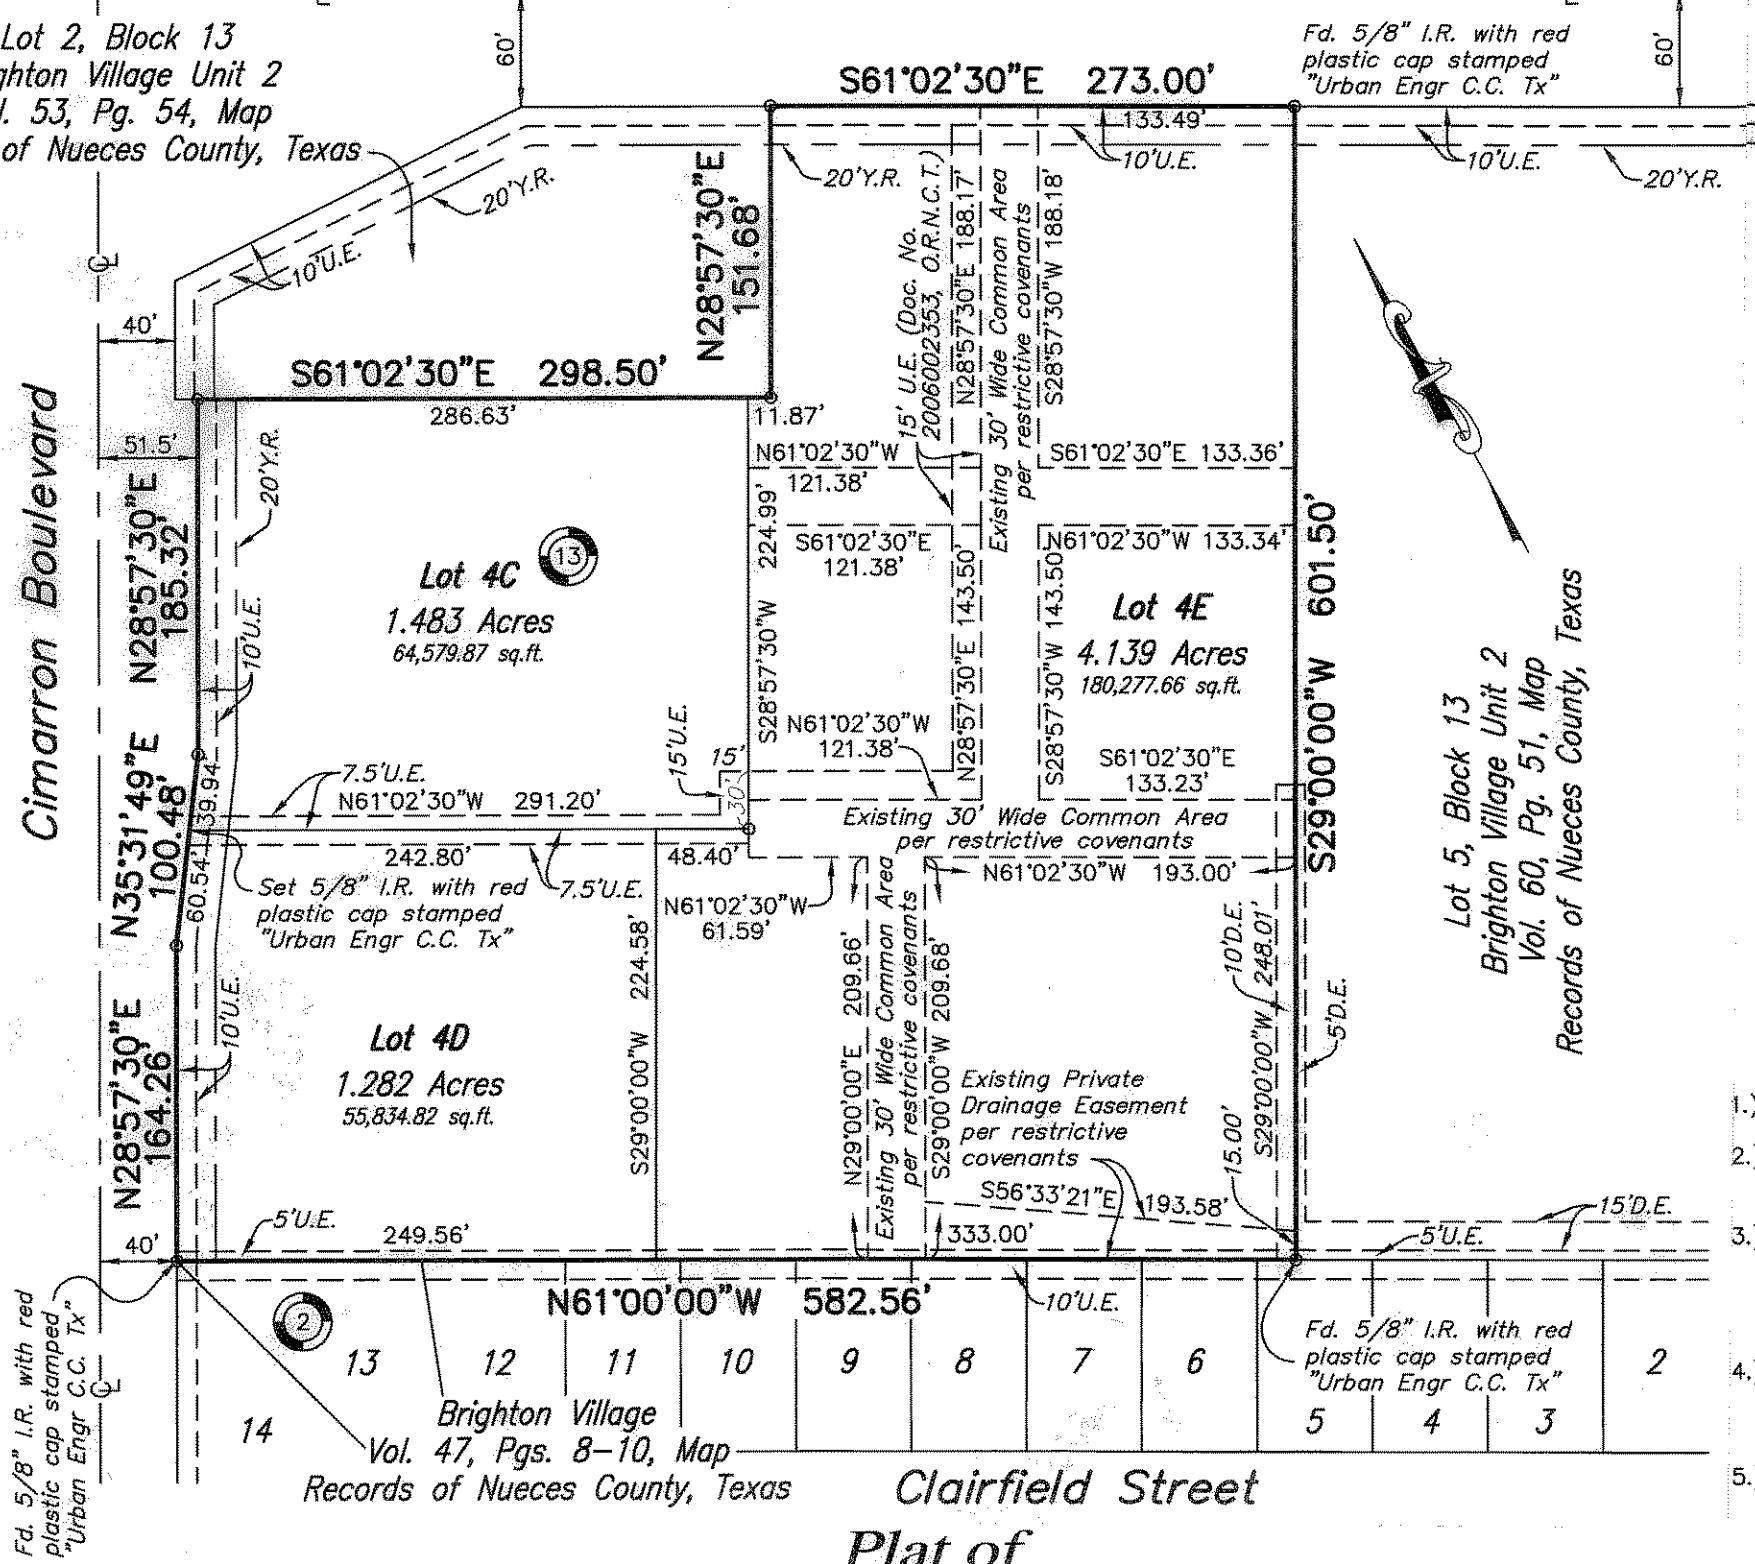 Lot 2, Block 13
ghton Village Unit 2
l. 53, Pg. 54, Map
of Nueces County, Texas
60'
S61°02'30"E 273.00'
Fd. 5/8" I.R. with red
plastic cap stamped
"Urban Engr C.C. Tx"
60'
133.49'
10'U.E.
10'U.E.
20'Y.R.
20'Y.R.
20'Y.R.
10'U.E.
N28°57'30"E
151.68'
15' U.E. (Doc. No.
2006002353, O.R.N.C.T.)
N28°57'30"E 188.17'
Existing 30' Wide Common Area
per restrictive covenants
S28°57'30"W 188.18'
40'
S61°02'30"E 298.50'
286.63'
11.87'
Cimarron Boulevard
51.5'
20'Y.R.
N28°57'30"E
185.32'
N61°02'30"W
121.38'
S61°02'30"E 133.36'
S61°02'30"E
121.38'
N61°02'30"W 133.34'
S28°57'30"W 224.99'
13
Lot 4C
1.483 Acres
64,579.87 sq.ft.
10'U.E.
N28°57'30"E 143.50'
S28°57'30"W 143.50'
Lot 4E
4.139 Acres
180,277.66 sq.ft.
S29°00'00"W 601.50'
Lot 5, Block 13
Brighton Village Unit 2
Vol. 60, Pg. 51, Map
Records of Nueces County, Texas
N61°02'30"W
121.38'
S61°02'30"E
133.23'
15'U.E.
15'
30'
N35°31'49"E
100.48'
39.94'
60.54'
7.5'U.E.
N61°02'30"W 291.20'
Existing 30' Wide Common Area
per restrictive covenants
242.80'
48.40'
7.5'U.E.
Set 5/8" I.R. with red
plastic cap stamped
"Urban Engr C.C. Tx"
N61°02'30"W
61.59'
N61°02'30"W 193.00'
S29°00'00"W 224.58'
N29°00'00"E 209.66'
Existing 30' Wide Common Area
per restrictive covenants
S29°00'00"W 209.68'
10'D.E.
S29°00'00"W 248.01'
5'D.E.
N28°57'30"E
164.26'
10'U.E.
Lot 4D
1.282 Acres
55,834.82 sq.ft.
Existing Private
Drainage Easement
per restrictive
covenants
15.00'
S56°33'21"E 193.58'
1.)
2.
3.
4.
5.
40'
5'U.E.
249.56'
333.00'
15'D.E.
5'U.E.
N61°00'00"W 582.56'
10'U.E.
Fd. 5/8" I.R. with red
plastic cap stamped
"Urban Engr C.C. Tx"
2
13
12
11
10
9
8
7
6
Fd. 5/8" I.R. with red
plastic cap stamped
"Urban Engr C.C. Tx"
2
14
5
4
3
Brighton Village
Vol. 47, Pgs. 8-10, Map
Records of Nueces County, Texas
Clairfield Street
Plat of